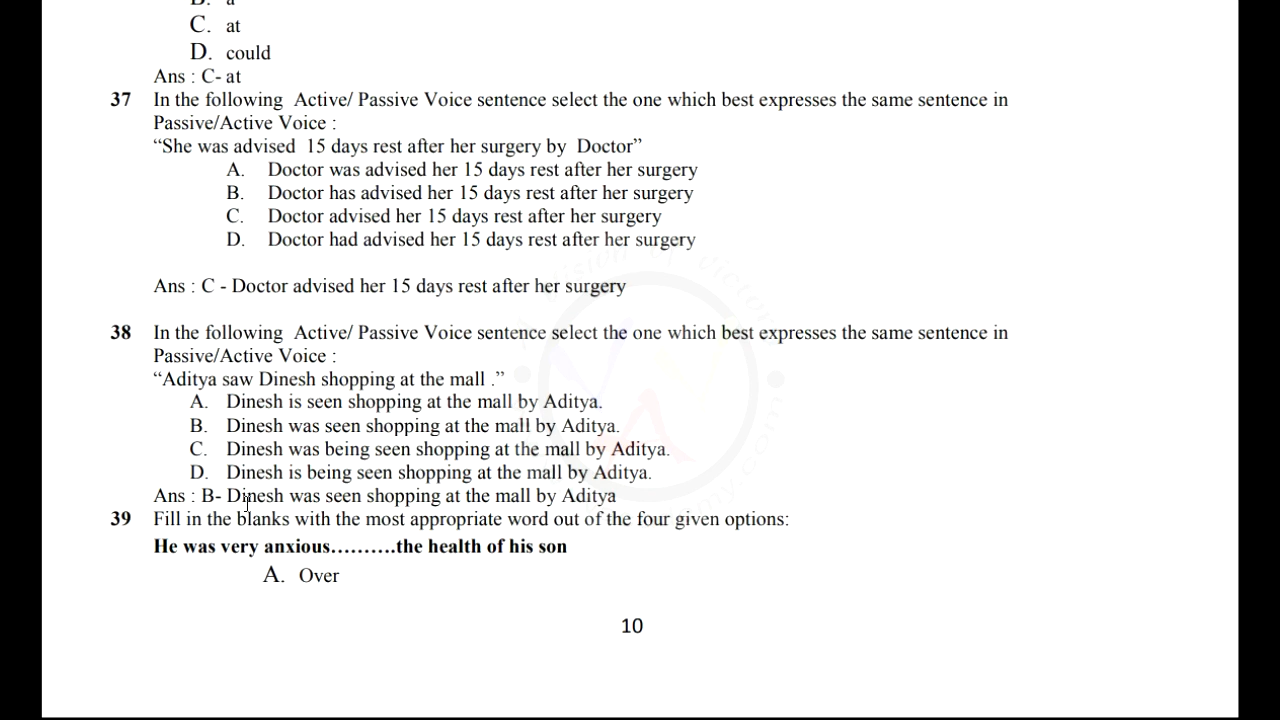 C. at
D. could
Ans : C- at
37 In the following Active/ Passive Voice sentence select the one which best expresses the same sentence in
Passive/Active Voice :
“She was advised 15 days rest after her surgery by Doctor”
A. Doctor was advised her 15 days rest after her surgery
B. Doctor has advised her 15 days rest after her surgery
C. Doctor advised her 15 days rest after her surgery
D. Doctor had advised her 15 days rest after her surgery
Ans : C - Doctor advised her 15 days rest after her surgery
38 In the following Active/ Passive Voice sentence select the one which best expresses the same sentence in
Passive/Active Voice :
“Aditya saw Dinesh shopping at the mall .”
A. Dinesh is seen shopping at the mall by Aditya.
B. Dinesh was seen shopping at the mall by Aditya.
C. Dinesh was being seen shopping at the mall by Aditya.
D. Dinesh is being seen shopping at the mall by Aditya.
Ans : B- Dinesh was seen shopping at the mall by Aditya
39 Fill in the blanks with the most appropriate word out of the four given options:
He was very anxious……….the health of his son
A. Over
10